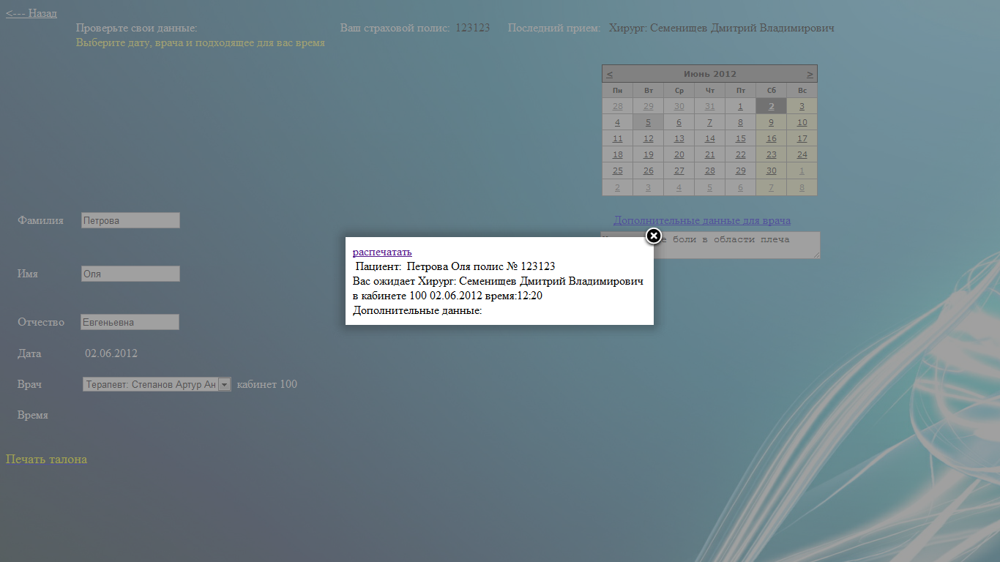 <--- Назад
Проверьте свои данные: Ваш страховой полис: 123123 Последний прием: Хирург: Семенищев Дмитрий Владимирович
Выберите дату, врача и подходящее для вас время
< Июнь 2012 >
Пн Вт Ср Чт Пт Сб Вс
28 29 30 31 1 2 3
4 5 6 7 8 9 10
11 12 13 14 15 16 17
18 19 20 21 22 23 24
25 26 27 28 29 30 1
2 3 4 5 6 7 8
Фамилия Петрова
Дополнительные данные для врача
боли в области плеча
распечатать
Пациент: Петрова Оля полис № 123123
Вас ожидает Хирург: Семенищев Дмитрий Владимирович
в кабинете 100 02.06.2012 время:12:20
Дополнительные данные:
Имя Оля
Отчество Евгеньевна
Дата 02.06.2012
Врач Терапевт: Степанов Артур Ан кабинет 100
Время
Печать талона